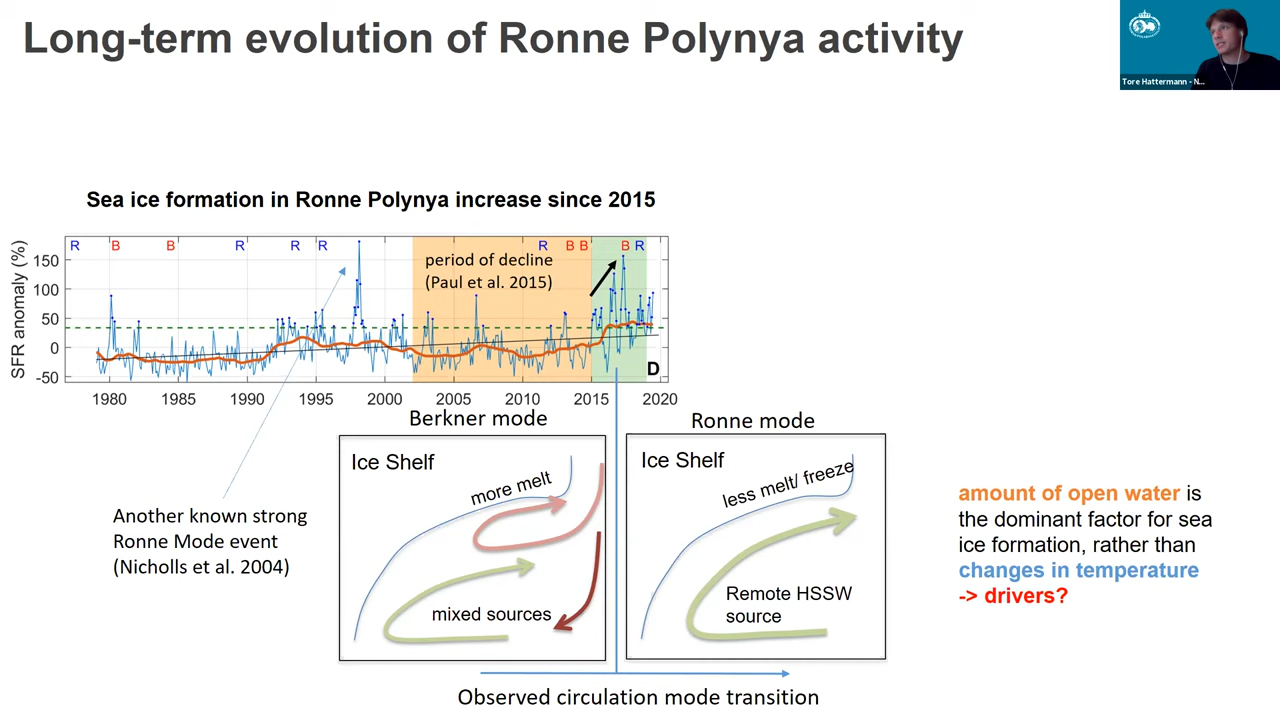 Long-term evolution of Ronne Polynya activity
Tore Hattermann - N...
Sea ice formation in Ronne Polynya increase since 2015
SFR anomaly (%)
150
100
50
0
-50
R B B R R R R B B B R
period of decline
(Paul et al. 2015)
D
1980 1985 1990 1995 2000 2005 2010 2015 2020
Berkner mode
Ronne mode
Ice Shelf
more melt
mixed sources
Ice Shelf
less melt/ freeze
Remote HSSW
source
Another known strong
Ronne Mode event
(Nicholls et al. 2004)
amount of open water is
the dominant factor for sea
ice formation, rather than
changes in temperature
-> drivers?
Observed circulation mode transition